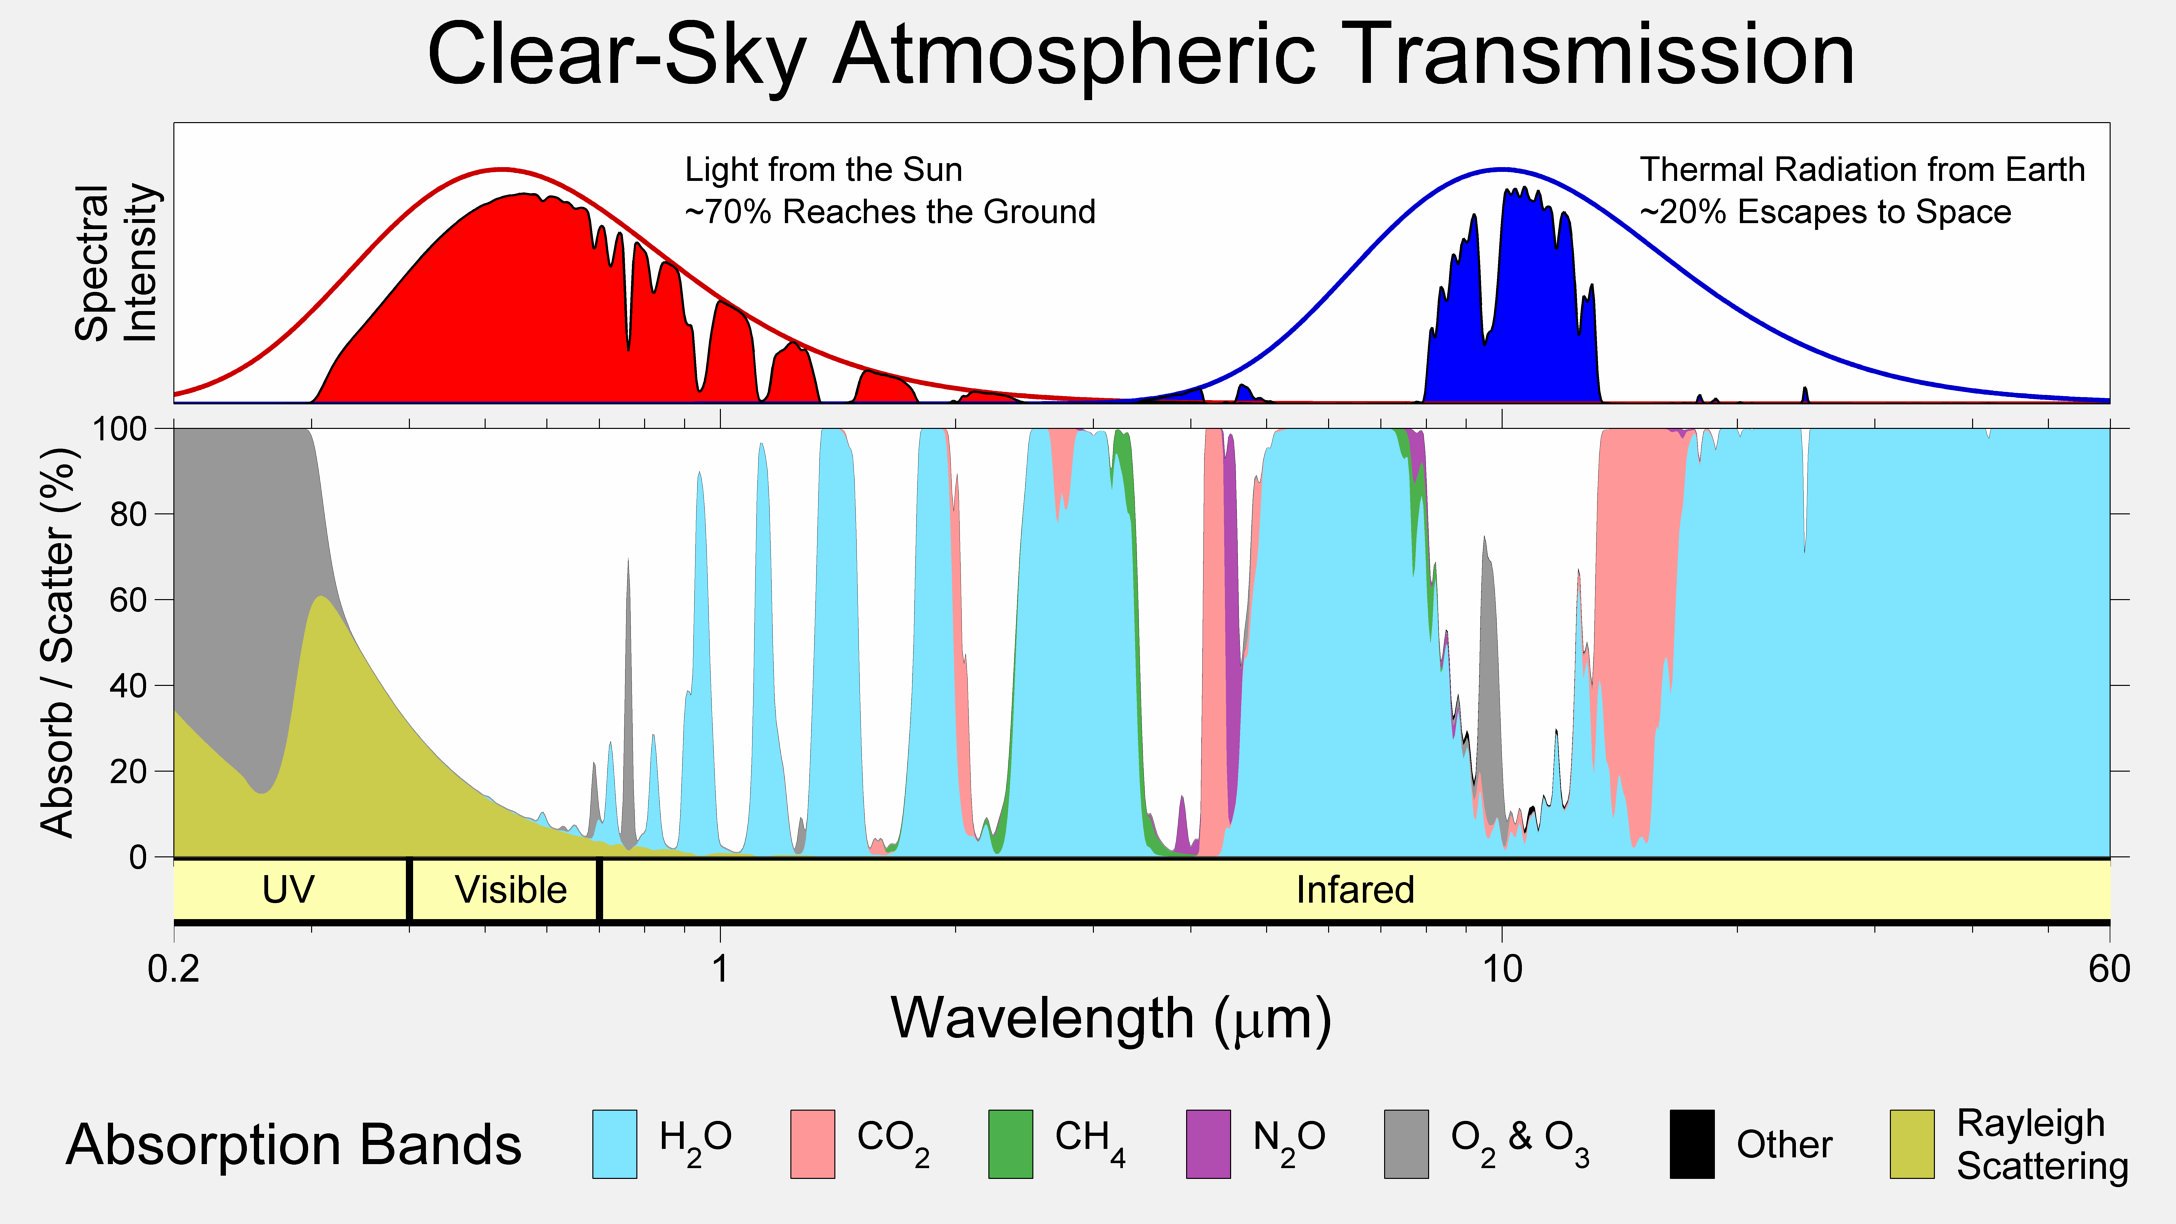 Clear-Sky Atmospheric Transmission
Spectral
Intensity
Light from the Sun
~70% Reaches the Ground
Thermal Radiation from Earth
~20% Escapes to Space
Absorb / Scatter (%)
100
80
60
40
20
0
UV
Visible
Infared
0.2
1
10
60
Wavelength (μm)
Absorption Bands
H₂O
CO₂
CH₄
N₂O
O₂ & O₃
Other
Rayleigh
Scattering